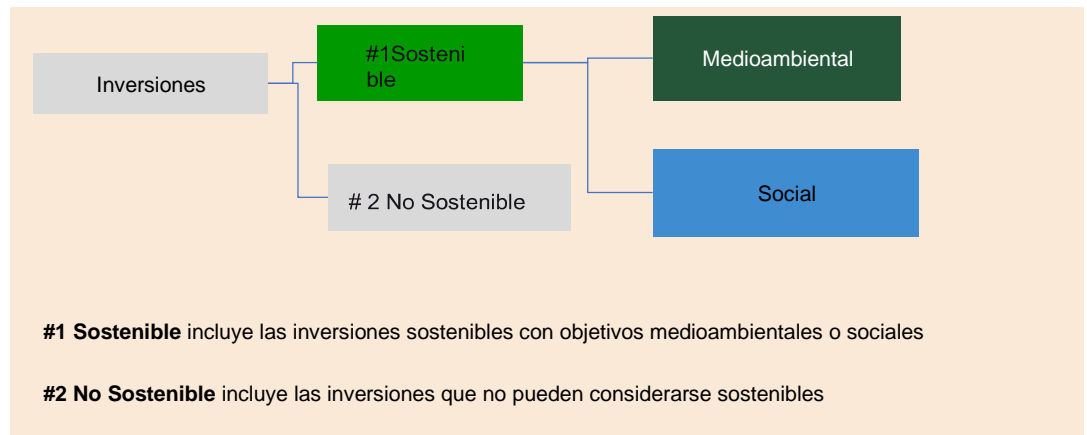 #1Sosteni
ble
Medioambiental
Inversiones
# 2 No Sostenible
Social
#1 Sostenible incluye las inversiones sostenibles con objetivos medioambientales o sociales
#2 No Sostenible incluye las inversiones que no pueden considerarse sostenibles